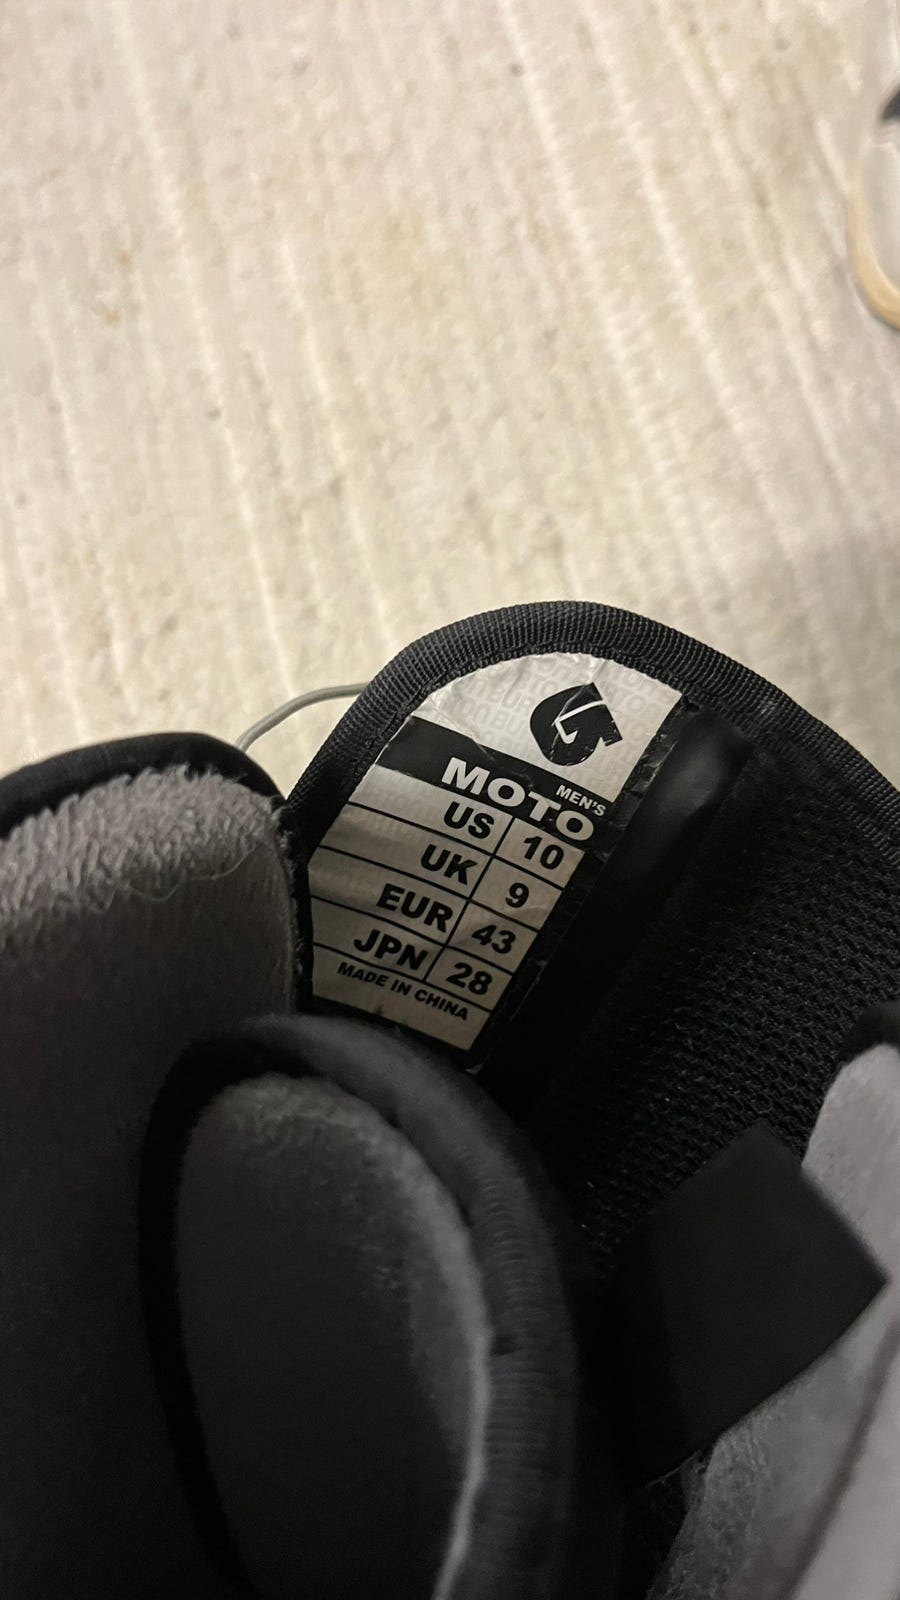 MOTO MEN'S
US 10
UK 9
EUR 43
JPN 28
MADE IN CHINA